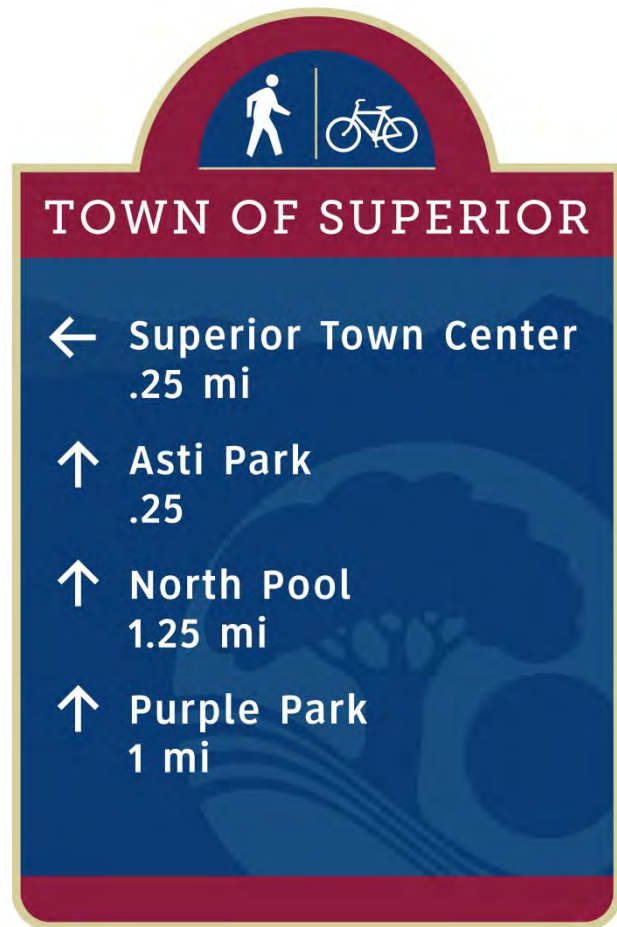 TOWN OF SUPERIOR
← Superior Town Center
.25 mi
↑ Asti Park
.25
↑ North Pool
1.25 mi
↑ Purple Park
1 mi